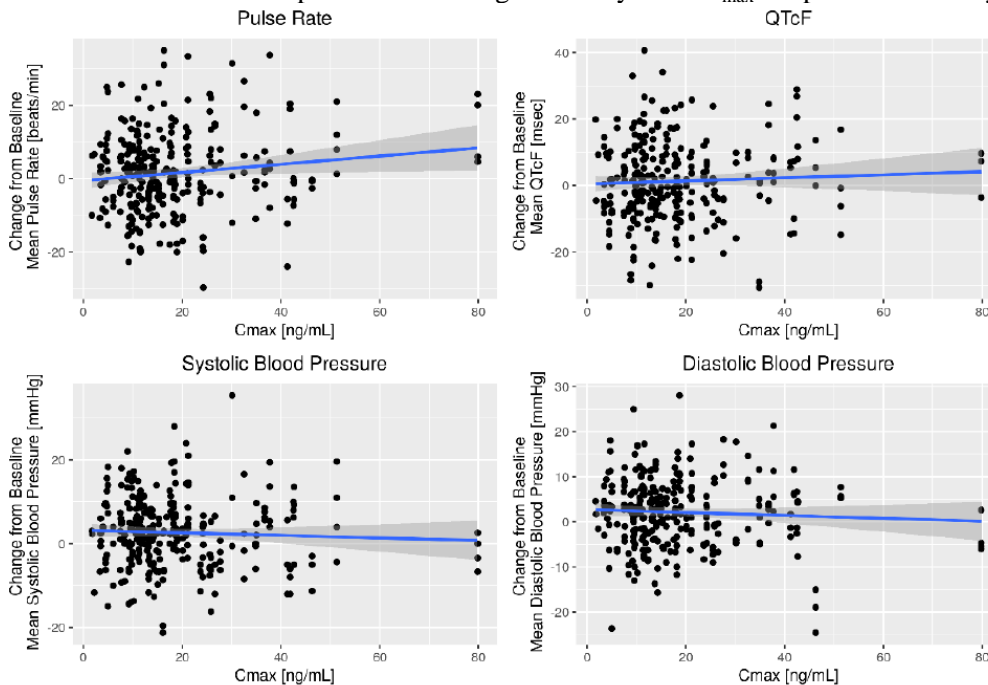 Pulse Rate
QTcF
Change from Baseline
Mean Pulse Rate [beats/min]
20
0
-20
0
20
40
60
80
Cmax [ng/mL]
Change from Baseline
Mean QTcF [msec]
40
20
0
-20
0
20
40
60
80
Cmax [ng/mL]
Systolic Blood Pressure
Diastolic Blood Pressure
Change from Baseline
Mean Systolic Blood Pressure [mmHg]
20
0
-20
0
20
40
60
80
Cmax [ng/mL]
Change from Baseline
Mean Diastolic Blood Pressure [mmHg]
30
20
10
0
-10
-20
0
20
40
60
80
Cmax [ng/mL]